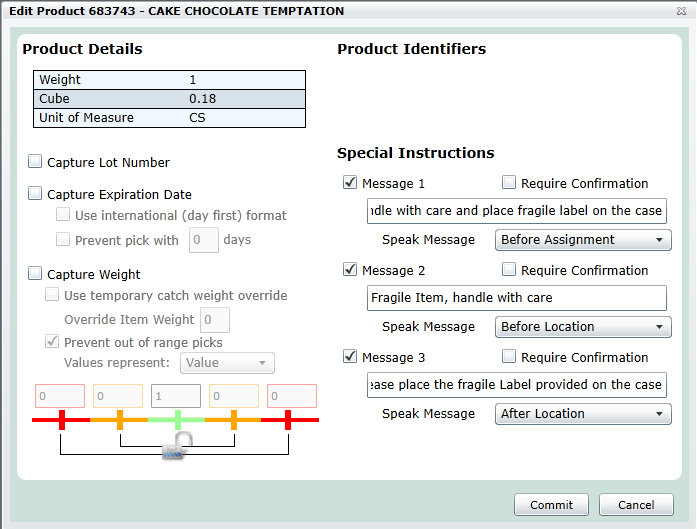 Edit Product 683743 - CAKE CHOCOLATE TEMPTATION
Product Details
Weight 1
Cube 0.18
Unit of Measure CS
Capture Lot Number
Capture Expiration Date
Use international (day first) format
Prevent pick with 0 days
Capture Weight
Use temporary catch weight override
Override Item Weight 0
Prevent out of range picks
Values represent: Value
0 0 1 0 0
Product Identifiers
Special Instructions
Message 1 Require Confirmation
with care and place fragile label on the case
Speak Message Before Assignment
Message 2 Require Confirmation
Fragile Item, handle with care
Speak Message Before Location
Message 3 Require Confirmation
place the fragile Label provided on the case
Speak Message After Location
Commit Cancel